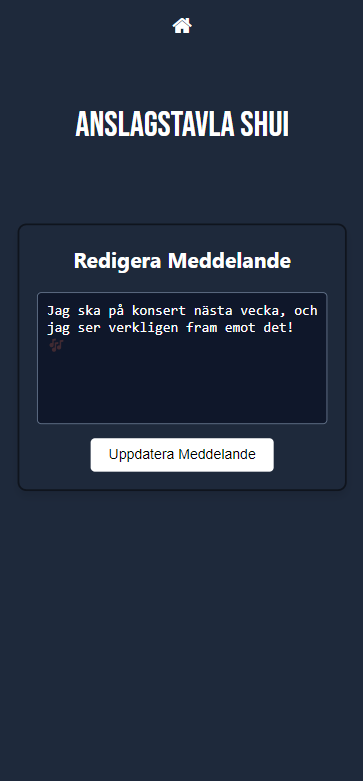 ANSLAGSTAVLA SHUI
Redigera Meddelande
Jag ska på konsert nästa vecka, och
jag ser verkligen fram emot det!
🎶
Uppdatera Meddelande